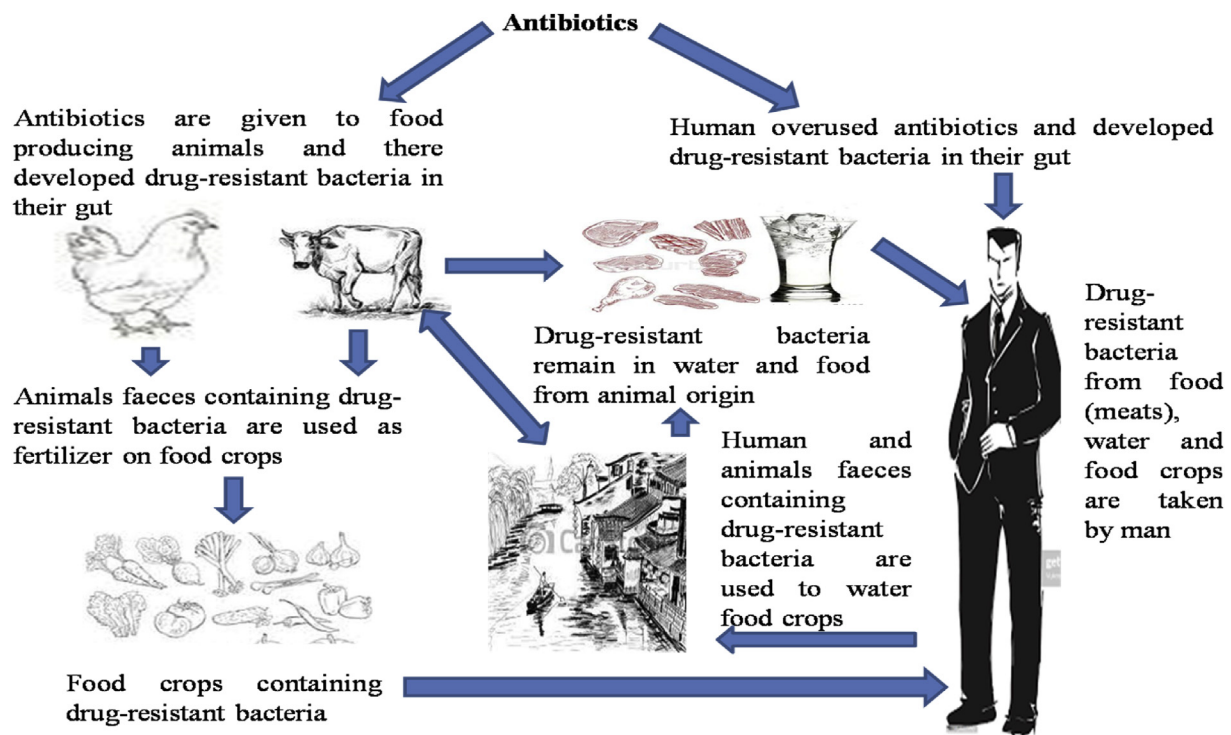 Antibiotics
Antibiotics are given to food
producing animals and there
developed drug-resistant bacteria in
their gut
Human overused antibiotics and developed
drug-resistant bacteria in their gut
Drug-resistant bacteria
remain in water and food
from animal origin
Drug-
resistant
bacteria
from food
(meats),
water and
food crops
are taken
by man
Animals faeces containing drug-
resistant bacteria are used as
fertilizer on food crops
Human and
animals faeces
containing
drug-resistant
bacteria are
used to water
food crops
Food crops containing
drug-resistant bacteria
get